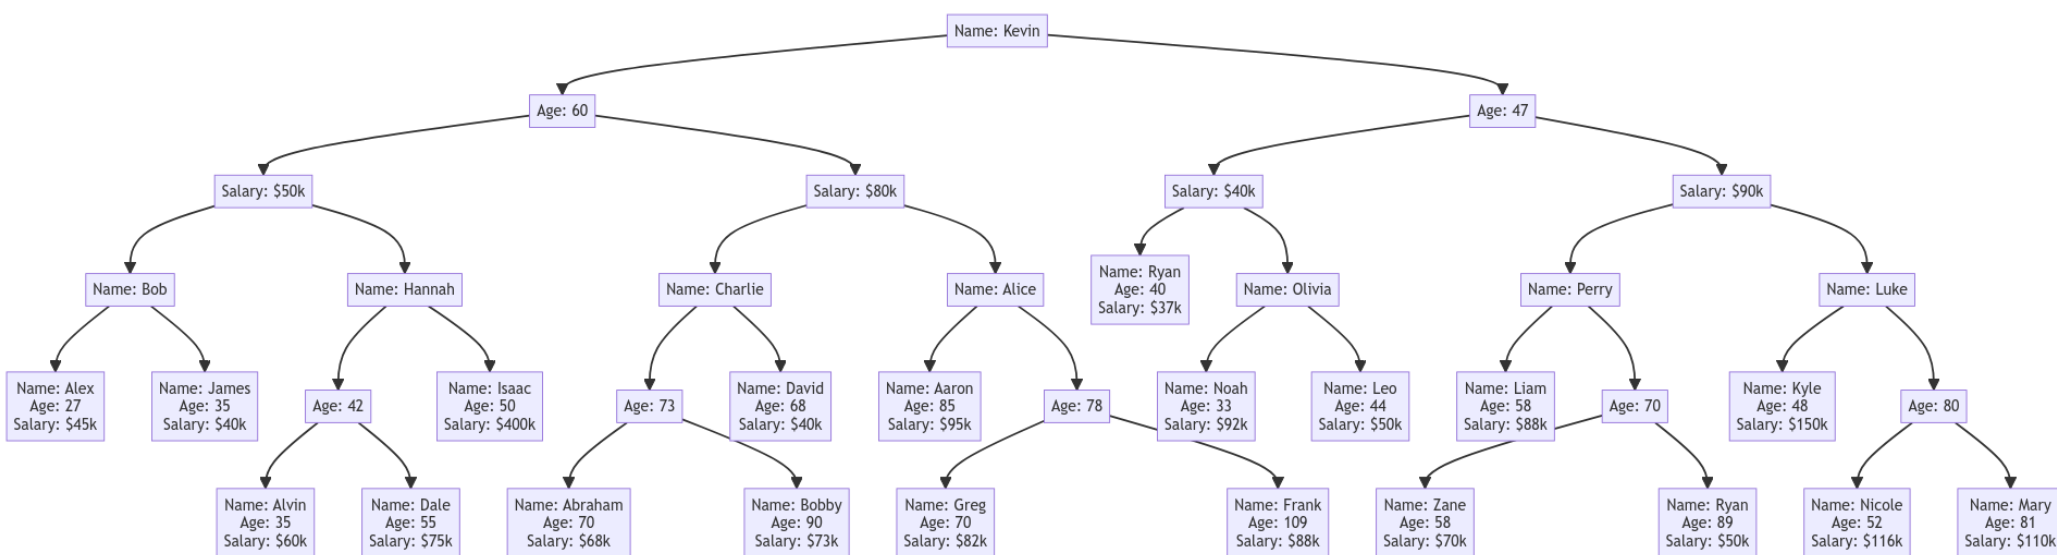 Name: Kevin
Age: 60
Age: 47
Salary: $50k
Salary: $80k
Salary: $40k
Salary: $90k
Name: Bob
Name: Hannah
Name: Charlie
Name: Alice
Name: Ryan
Age: 40
Salary: $37k
Name: Olivia
Name: Perry
Name: Luke
Name: Alex
Age: 27
Salary: $45k
Name: James
Age: 35
Salary: $40k
Age: 42
Name: Isaac
Age: 50
Salary: $400k
Age: 73
Name: David
Age: 68
Salary: $40k
Name: Aaron
Age: 85
Salary: $95k
Age: 78
Name: Noah
Age: 33
Salary: $92k
Name: Leo
Age: 44
Salary: $50k
Name: Liam
Age: 58
Salary: $88k
Age: 70
Name: Kyle
Age: 48
Salary: $150k
Age: 80
Name: Alvin
Age: 35
Salary: $60k
Name: Dale
Age: 55
Salary: $75k
Name: Abraham
Age: 70
Salary: $68k
Name: Bobby
Age: 90
Salary: $73k
Name: Greg
Age: 70
Salary: $82k
Name: Frank
Age: 109
Salary: $88k
Name: Zane
Age: 58
Salary: $70k
Name: Ryan
Age: 89
Salary: $50k
Name: Nicole
Age: 52
Salary: $116k
Name: Mary
Age: 81
Salary: $110k